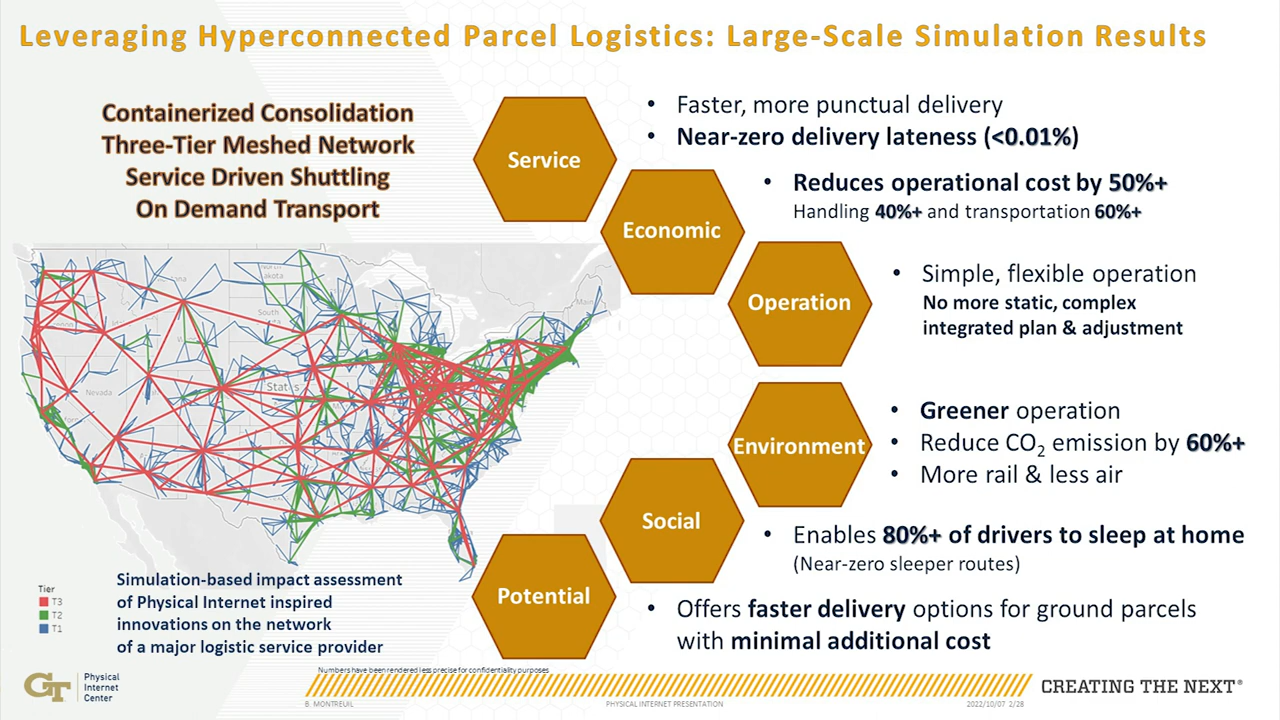 Leveraging Hyperconnected Parcel Logistics: Large-Scale Simulation Results
Containerized Consolidation
Three-Tier Meshed Network
Service Driven Shuttling
On Demand Transport
Service
• Faster, more punctual delivery
• Near-zero delivery lateness (<0.01%)
Economic
• Reduces operational cost by 50%+
Handling 40%+ and transportation 60%+
Operation
• Simple, flexible operation
No more static, complex
integrated plan & adjustment
Environment
• Greener operation
• Reduce CO₂ emission by 60%+
• More rail & less air
Social
• Enables 80%+ of drivers to sleep at home
(Near-zero sleeper routes)
Potential
• Offers faster delivery options for ground parcels
with minimal additional cost
Maine
South
Nevada
Tier
T3
T2
T1
Simulation-based impact assessment
of Physical Internet inspired
innovations on the network
of a major logistic service provider
Numbers have been rendered less precise for confidentiality purposes
GT
Physical
Internet
Center
CREATING THE NEXT®
B. MONTREUIL
PHYSICAL INTERNET PRESENTATION
2022/10/07 2/28